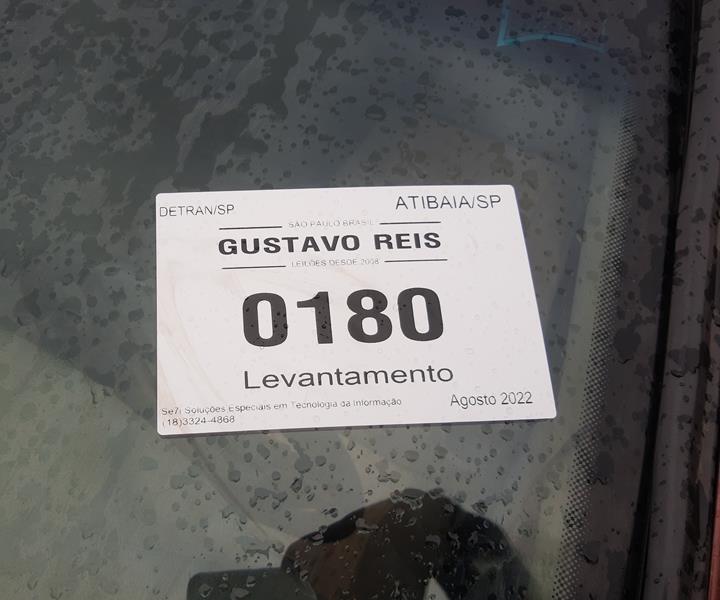 DETRAN/SP
ATIBAIA/SP
SÃO PAULO BRASIL
GUSTAVO REIS
LEILÕES DESDE 2008
0180
Levantamento
Se7i Soluções Especiais em Tecnologia da Informação
(18)3324-4868
Agosto 2022